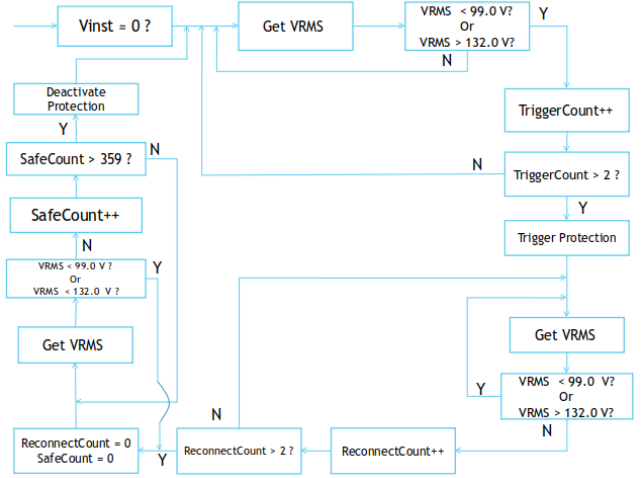 Vinst = 0 ?
Get VRMS
VRMS < 99.0 V?
Or
VRMS > 132.0 V?
Y
N
TriggerCount++
TriggerCount > 2 ?
N
Y
Trigger Protection
Get VRMS
VRMS < 99.0 V?
Or
VRMS > 132.0 V?
Y
N
ReconnectCount++
ReconnectCount > 2 ?
N
Y
ReconnectCount = 0
SafeCount = 0
Get VRMS
VRMS < 99.0 V ?
Or
VRMS < 132.0 V ?
Y
N
SafeCount++
SafeCount > 359 ?
N
Y
Deactivate
Protection